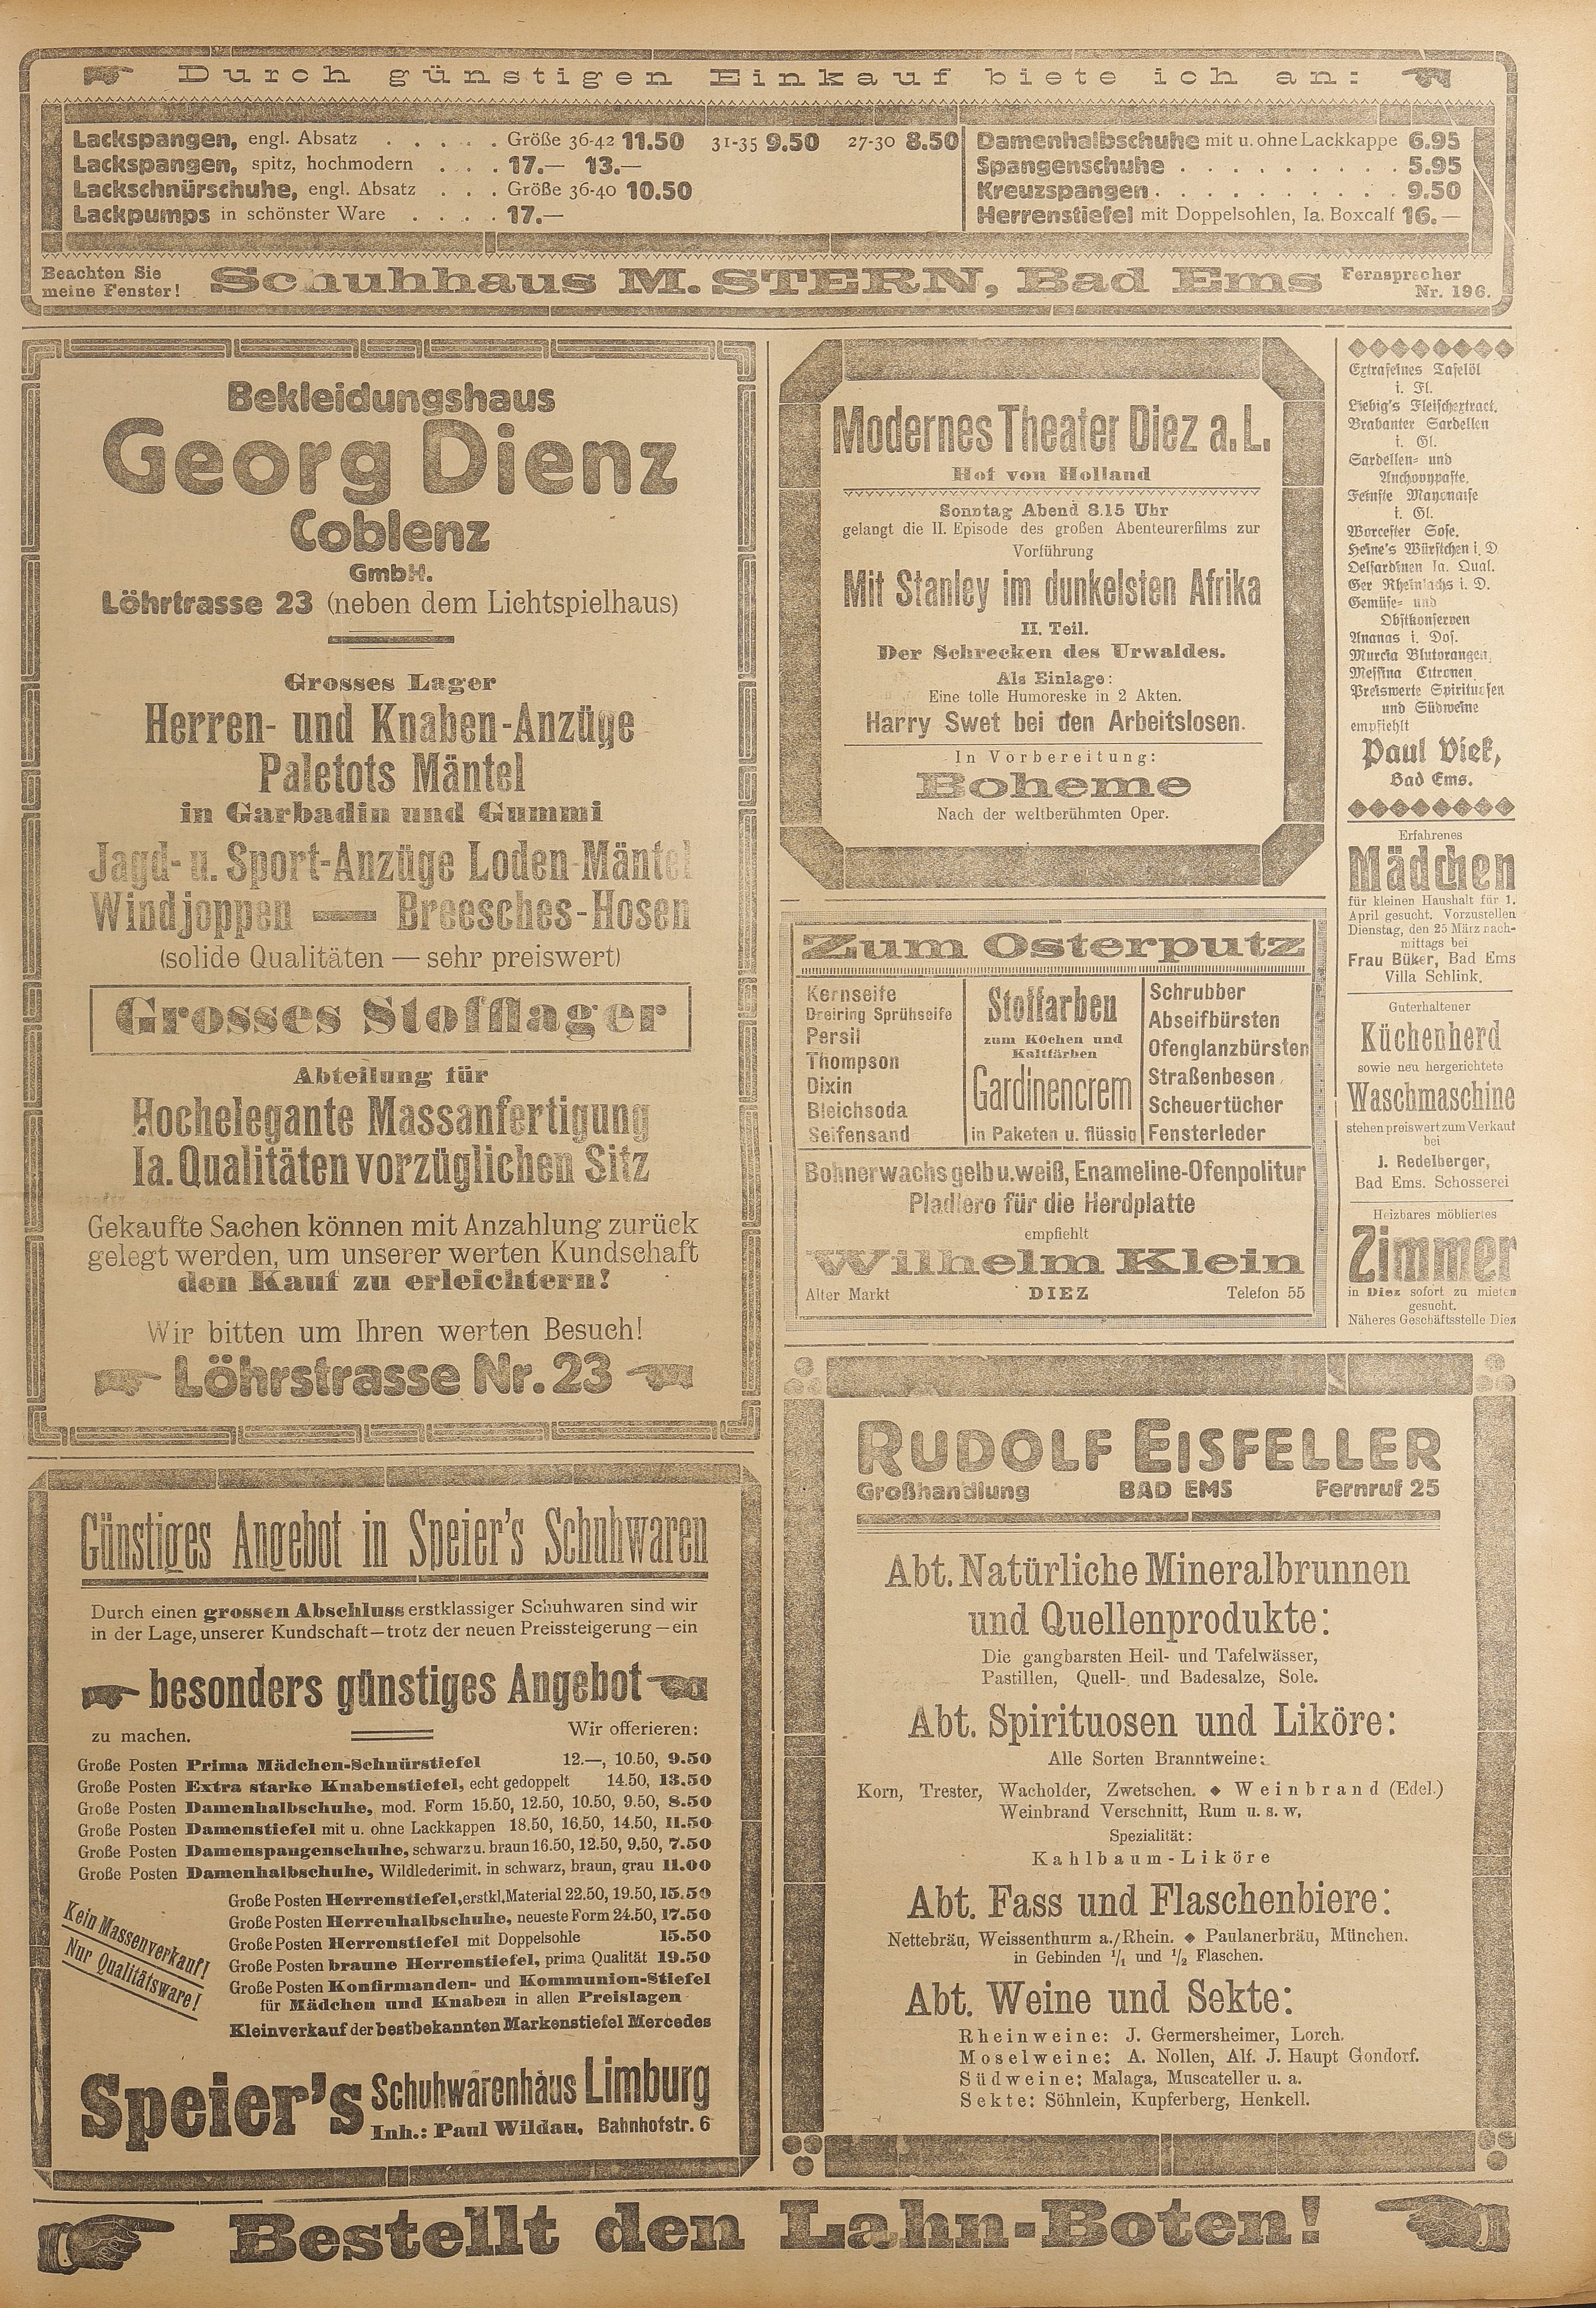 Durch günstigen Einkauf biete ich an:
Lackspangen, engl. Absatz . . . . . Größe 36-42 11.50 31-35 9.50 27-30 8.50
Lackspangen, spitz, hochmodern . . . 17.— 13.—
Lackschnürschuhe, engl. Absatz . . . Größe 36-40 10.50
Lackpumps in schönster Ware . . . . 17.—
Damenhalbschuhe mit u. ohne Lackkappe 6.95
Spangenschuhe . . . . . . . . . 5.95
Kreuzspangen . . . . . . . . . . 9.50
Herrenstiefel mit Doppelsohlen, Ia. Boxcalf 16.—
Beachten Sie
meine Fenster!
Schuhhaus M. STERN, Bad Ems
Fernsprecher
Nr. 196.
Bekleidungshaus
Georg Dienz
Coblenz
GmbH.
Löhrtrasse 23 (neben dem Lichtspielhaus)
Grosses Lager
Herren- und Knaben-Anzüge
Paletots Mäntel
in Garbadin und Gummi
Jagd- u. Sport-Anzüge Loden-Mäntel
Windjoppen — Breesches-Hosen
(solide Qualitäten — sehr preiswert)
Grosses Stofflager
Abteilung für
Hochelegante Massanfertigung
Ia. Qualitäten vorzüglichen Sitz
Gekaufte Sachen können mit Anzahlung zurück
gelegt werden, um unserer werten Kundschaft
den Kauf zu erleichtern!
Wir bitten um Ihren werten Besuch!
Löhrstrasse Nr. 23
Günstiges Angebot in Speier's Schuhwaren
Durch einen grossen Abschluss erstklassiger Schuhwaren sind wir
in der Lage, unserer Kundschaft — trotz der neuen Preissteigerung — ein
besonders günstiges Angebot
zu machen. Wir offerieren:
Große Posten Prima Mädchen-Schnürstiefel 12.—, 10.50, 9.50
Große Posten Extra starke Knabenstiefel, echt gedoppelt 14.50, 13.50
Große Posten Damenhalbschuhe, mod. Form 15.50, 12.50, 10.50, 9.50, 8.50
Große Posten Damenstiefel mit u. ohne Lackkappen 18.50, 16.50, 14.50, 11.50
Große Posten Damenspangenschuhe, schwarz u. braun 16.50, 12.50, 9.50, 7.50
Große Posten Damenhalbschuhe, Wildlederimit. in schwarz, braun, grau 11.00
Große Posten Herrenstiefel, erstkl. Material 22.50, 19.50, 15.50
Große Posten Herrenhalbschuhe, neueste Form 24.50, 17.50
Große Posten Herrenstiefel mit Doppelsohle 15.50
Große Posten braune Herrenstiefel, prima Qualität 19.50
Große Posten Konfirmanden- und Kommunion-Stiefel
für Mädchen und Knaben in allen Preislagen
Kleinverkauf der bestbekannten Markenstiefel Mercedes
Kein Massenverkauf!
Nur Qualitätsware!
Speier's Schuhwarenhaus Limburg
Inh.: Paul Wildau, Bahnhofstr. 6
Modernes Theater Diez a. L.
Hof von Holland
Sonntag Abend 8.15 Uhr
gelangt die II. Episode des großen Abenteurerfilms zur
Vorführung
Mit Stanley im dunkelsten Afrika
II. Teil.
Der Schrecken des Urwaldes.
Als Einlage:
Eine tolle Humoreske in 2 Akten.
Harry Swet bei den Arbeitslosen.
In Vorbereitung:
Boheme
Nach der weltberühmten Oper.
Zum Osterputz
Kernseife
Dreiring Sprühseife
Persil
Thompson
Dixin
Bleichsoda
Seifensand
Stoffarben
zum Kochen und
Kaltfärben
Gardinencrem
in Paketen u. flüssig
Schrubber
Abseifbürsten
Ofenglanzbürsten
Straßenbesen
Scheuertücher
Fensterleder
Bohnerwachs gelb u. weiß, Enameline-Ofenpolitur
Pladiero für die Herdplatte
empfiehlt
Wilhelm Klein
Alter Markt DIEZ Telefon 55
Extrafeines Tafelöl
i. Fl.
Liebig's Fleischextract.
Brabanter Sardellen
i. Gl.
Sardellen- und
Anchovypaste.
Feinste Mayonaise
i. Gl.
Worcester Sose.
Heine's Würstchen i. D
Oelsardinen Ia. Qual.
Ger Rheinlachs i. D.
Gemüse- und
Obstkonserven
Ananas i. Dos.
Murcia Blutorangen,
Messina Citronen
Preiswerte Spirituosen
und Südweine
empfiehlt
Paul Viek,
Bad Ems.
Erfahrenes
Mädchen
für kleinen Haushalt für 1.
April gesucht. Vorzustellen
Dienstag, den 25 März nach-
mittags bei
Frau Büker, Bad Ems
Villa Schlink.
Guterhaltener
Küchenherd
sowie neu hergerichtete
Waschmaschine
stehen preiswert zum Verkauf
bei
J. Redelberger,
Bad Ems. Schosserei
Heizbares möbliertes
Zimmer
in Diez sofort zu mieten
gesucht.
Näheres Geschäftsstelle Diez
RUDOLF EISFELLER
Großhandlung BAD EMS Fernruf 25
Abt. Natürliche Mineralbrunnen
und Quellenprodukte:
Die gangbarsten Heil- und Tafelwässer,
Pastillen, Quell-, und Badesalze, Sole.
Abt. Spirituosen und Liköre:
Alle Sorten Branntweine:
Korn, Trester, Wacholder, Zwetschen. ◆ Weinbrand (Edel.)
Weinbrand Verschnitt, Rum u. s. w.
Spezialität:
Kahlbaum-Liköre
Abt. Fass und Flaschenbiere:
Nettebräu, Weissenthurm a./Rhein. ◆ Paulanerbräu, München.
in Gebinden 1/1 und 1/2 Flaschen.
Abt. Weine und Sekte:
Rheinweine: J. Germersheimer, Lorch.
Moselweine: A. Nollen, Alf. J. Haupt Gondorf.
Südweine: Malaga, Muscateller u. a.
Sekte: Söhnlein, Kupferberg, Henkell.
Bestellt den Lahn-Boten!